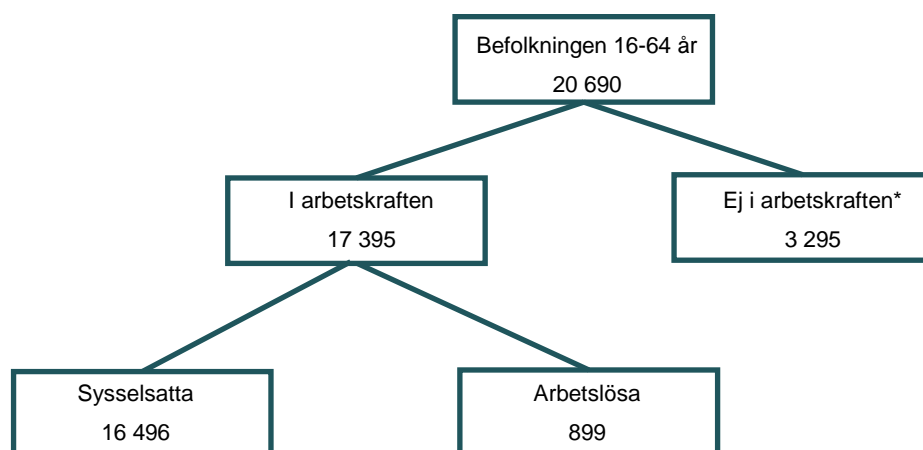 Befolkningen 16-64 år
20 690
I arbetskraften
17 395
Ej i arbetskraften*
3 295
Sysselsatta
16 496
Arbetslösa
899